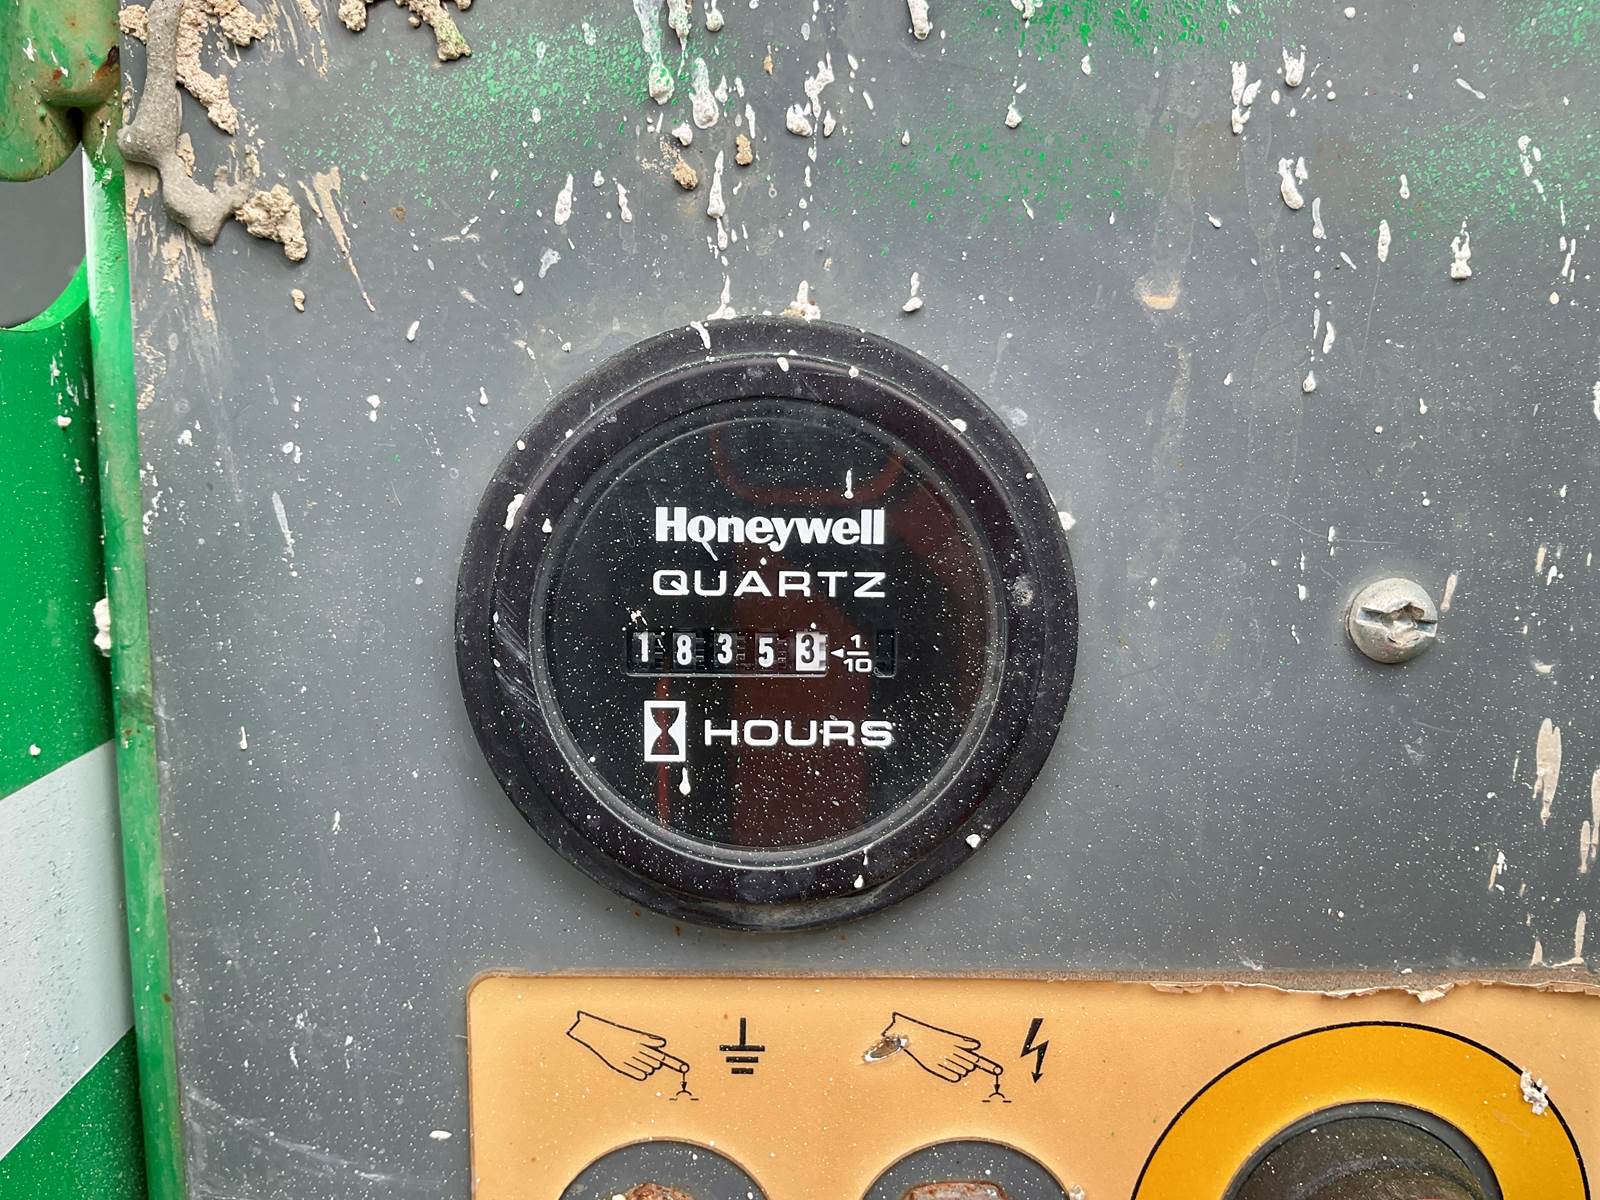 Honeywell
QUARTZ
18353 1/10
HOURS